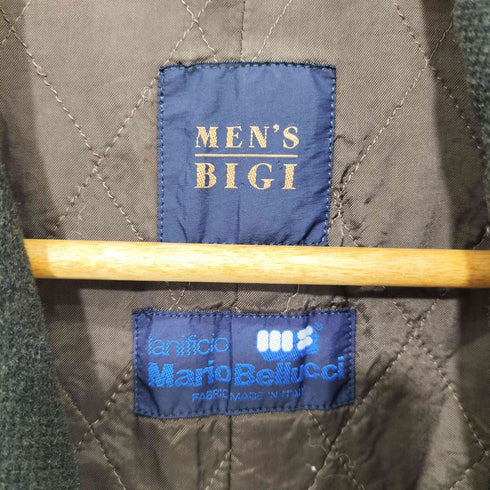 MEN'S
BIGI
lanificio
Mario Bellucci
FABRIC MADE IN ITALY